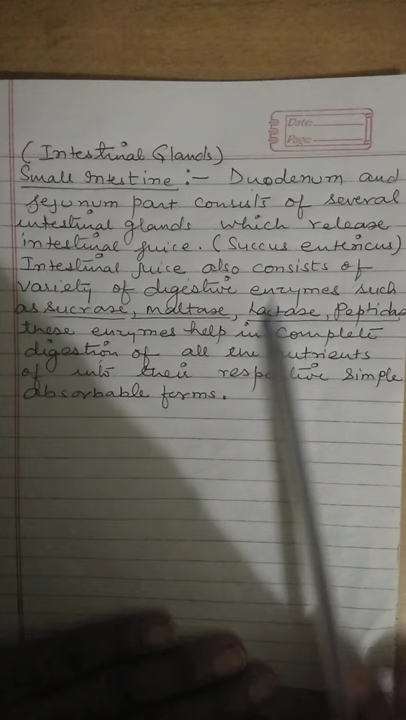 Date:
Page:
(Intestinal Glands)
Small Intestine :- Duodenum and
Jejunum part consists of several
intestinal glands which release
intestinal juice. (Succus entericus)
Intestinal juice also consists of
variety of digestive enzymes such
as sucrase, maltase, Lactase, Peptidas
these enzymes help in complete
digestion of all the nutrients
of into their respective simple
absorbable forms.